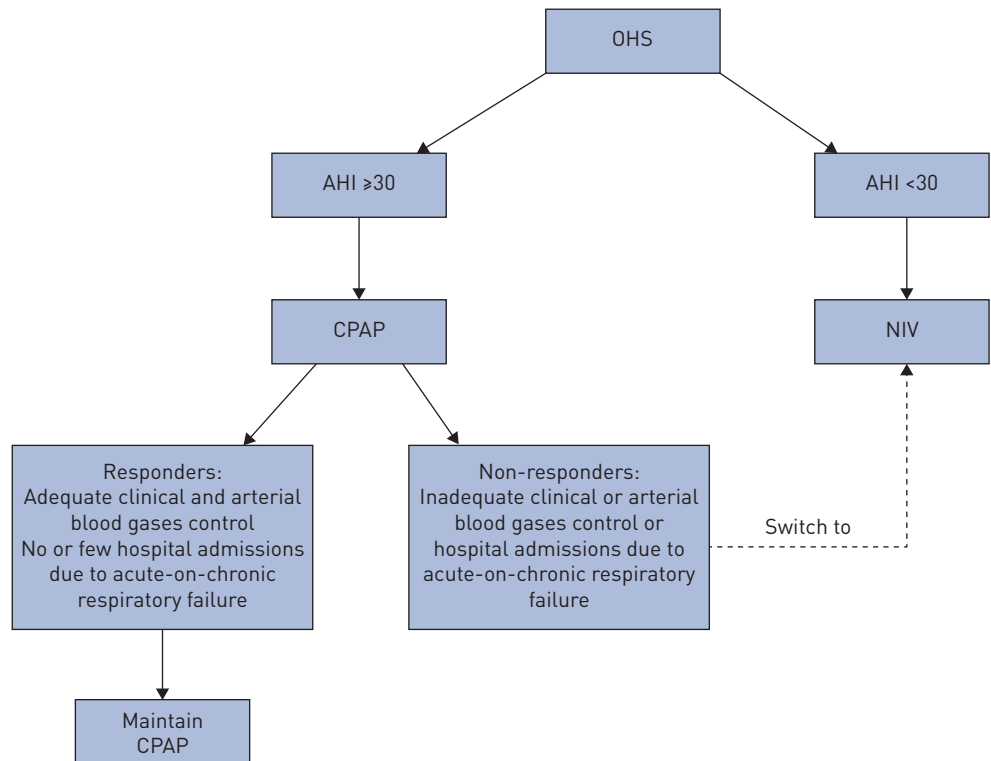 OHS
AHI ⩾30
AHI <30
CPAP
NIV
Responders:
Adequate clinical and arterial
blood gases control
No or few hospital admissions
due to acute-on-chronic
respiratory failure
Non-responders:
Inadequate clinical or arterial
blood gases control or
hospital admissions due to
acute-on-chronic respiratory
failure
Switch to
Maintain
CPAP